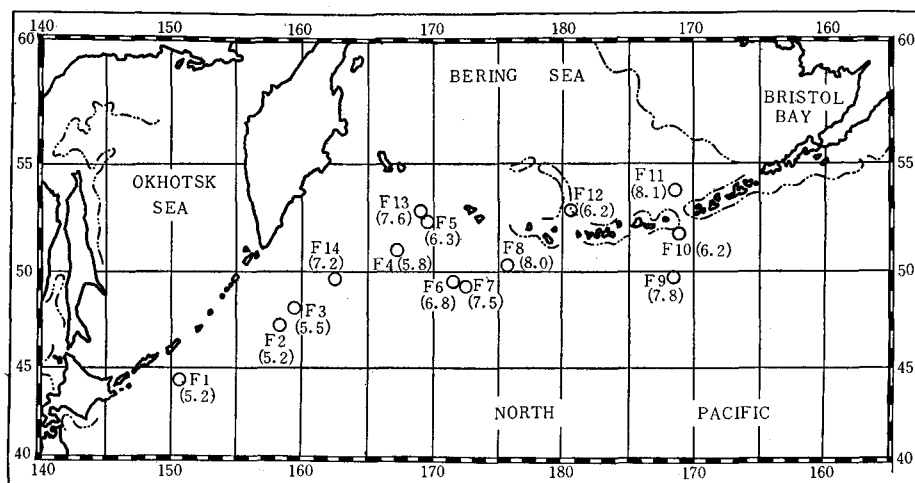 140 150 160 170 180 170 160
60 60
BERING SEA
BRISTOL
BAY
55 55
OKHOTSK
SEA
F11
(8.1)
F12
(6.2)
F13
(7.6)
F5
(6.3)
F14
(7.2)
F4(5.8)
F8
(8.0)
F10(6.2)
50 50
F6
(6.8)
F7
(7.5)
F9
(7.8)
F3
(5.5)
F2
(5.2)
45 45
F1
(5.2)
NORTH PACIFIC
40 40
140 150 160 170 180 170 160